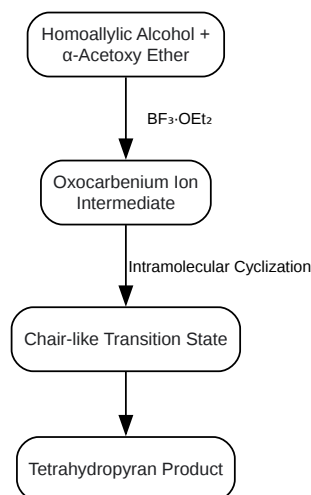 Homoallylic Alcohol +
α-Acetoxy Ether
BF₃·OEt₂
Oxocarbenium Ion
Intermediate
Intramolecular Cyclization
Chair-like Transition State
Tetrahydropyran Product